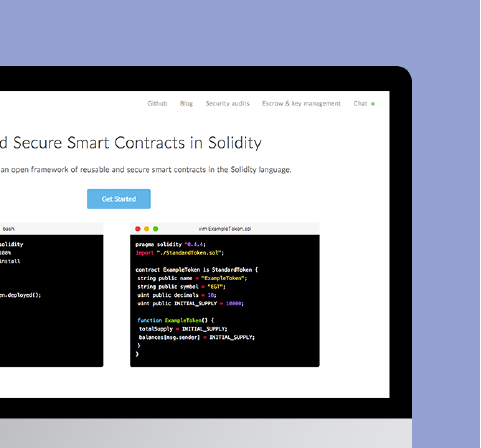 Github Blog Security audits Escrow & key management Chat
d Secure Smart Contracts in Solidity
an open framework of reusable and secure smart contracts in the Solidity language.
Get Started
bash
solidity
100%
install
en.deployed();
vim ExampleToken.sol
pragma solidity ^0.4.4;
import "./StandardToken.sol";
contract ExampleToken is StandardToken {
string public name = "ExampleToken";
string public symbol = "EGT";
uint public decimals = 18;
uint public INITIAL_SUPPLY = 10000;
function ExampleToken() {
totalSupply = INITIAL_SUPPLY;
balances[msg.sender] = INITIAL_SUPPLY;
}
}